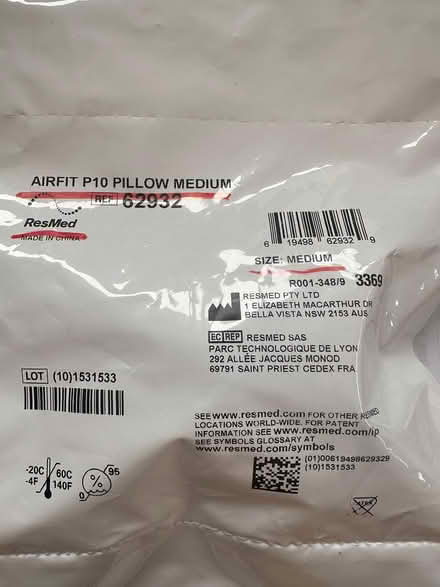 AIRFIT P10 PILLOW MEDIUM
REF 62932
ResMed
MADE IN CHINA
6 19498 62932 9
SIZE: MEDIUM
R001-348/9 3369
RESMED PTY LTD
1 ELIZABETH MACARTHUR DR
BELLA VISTA NSW 2153 AUS
EC REP RESMED SAS
PARC TECHNOLOGIQUE DE LYON
292 ALLÉE JACQUES MONOD
69791 SAINT PRIEST CEDEX FRA
LOT (10)1531533
SEE www.resmed.com FOR OTHER RESMED
LOCATIONS WORLD-WIDE. FOR PATENT
INFORMATION SEE www.resmed.com/ip
SEE SYMBOLS GLOSSARY AT
www.resmed.com/symbols
(01)00619498629329
(10)1531533
-20C 60C
-4F 140F
0 % 95
LATEX